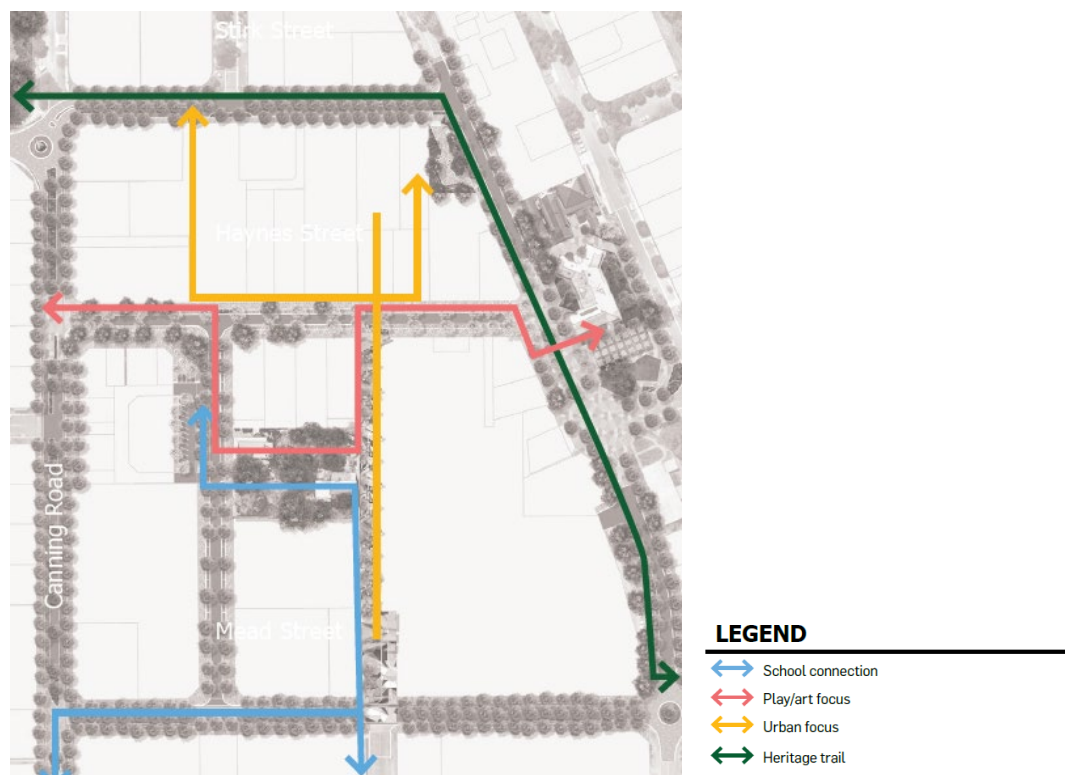 Stirk Street
Haynes Street
Canning Road
Mead Street
LEGEND
School connection
Play/art focus
Urban focus
Heritage trail